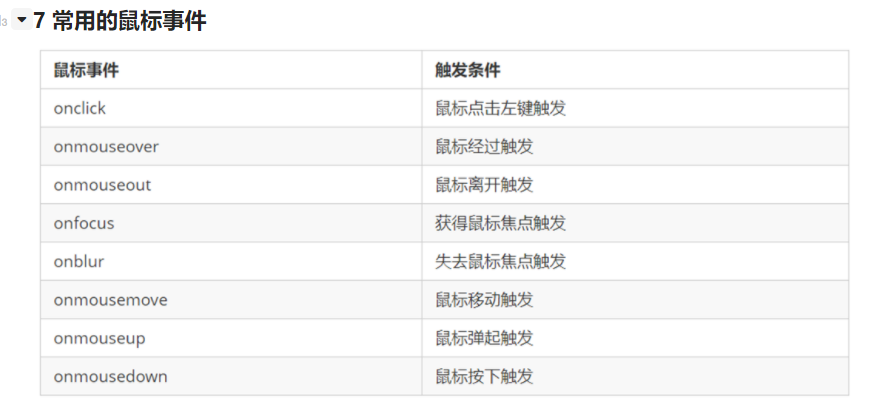 7 常用的鼠标事件
鼠标事件 触发条件
onclick 鼠标点击左键触发
onmouseover 鼠标经过触发
onmouseout 鼠标离开触发
onfocus 获得鼠标焦点触发
onblur 失去鼠标焦点触发
onmousemove 鼠标移动触发
onmouseup 鼠标弹起触发
onmousedown 鼠标按下触发